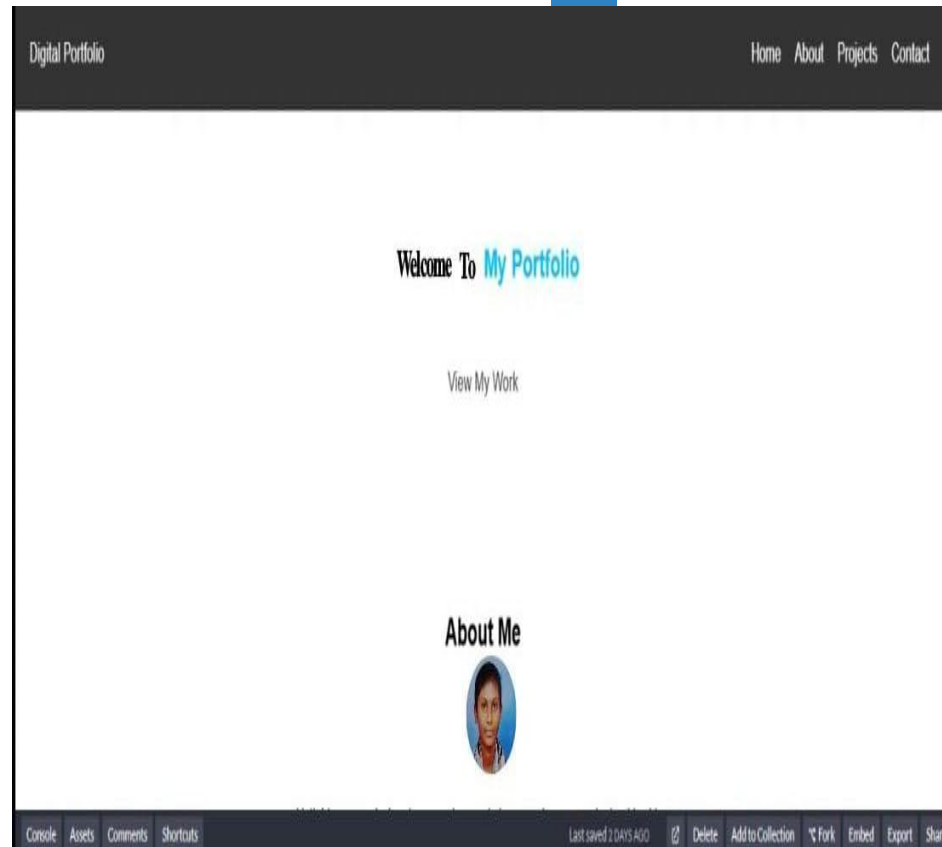 Digital Portfolio Home About Projects Contact
Welcome To My Portfolio
View My Work
About Me
Console Assets Comments Shortcuts Last saved 2 DAYS AGO Delete Add to Collection Fork Embed Export Shar